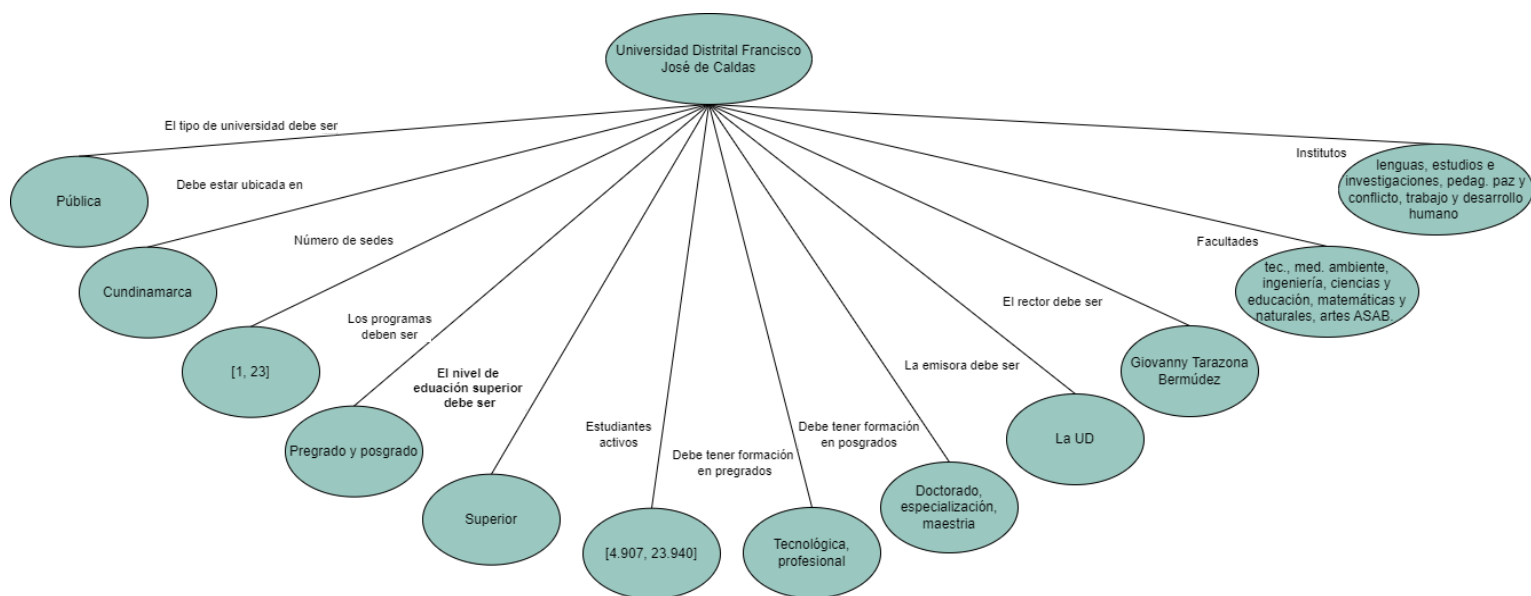 Universidad Distrital Francisco
José de Caldas
El tipo de universidad debe ser
Pública
Debe estar ubicada en
Cundinamarca
Número de sedes
[1, 23]
Los programas
deben ser
Pregrado y posgrado
El nivel de
eduación superior
debe ser
Superior
Estudiantes
activos
[4.907, 23.940]
Debe tener formación
en pregrados
Tecnológica,
profesional
Debe tener formación
en posgrados
Doctorado,
especialización,
maestria
La emisora debe ser
La UD
El rector debe ser
Giovanny Tarazona
Bermúdez
Facultades
tec., med. ambiente,
ingeniería, ciencias y
educación, matemáticas y
naturales, artes ASAB.
Institutos
lenguas, estudios e
investigaciones, pedag. paz y
conflicto, trabajo y desarrollo
humano